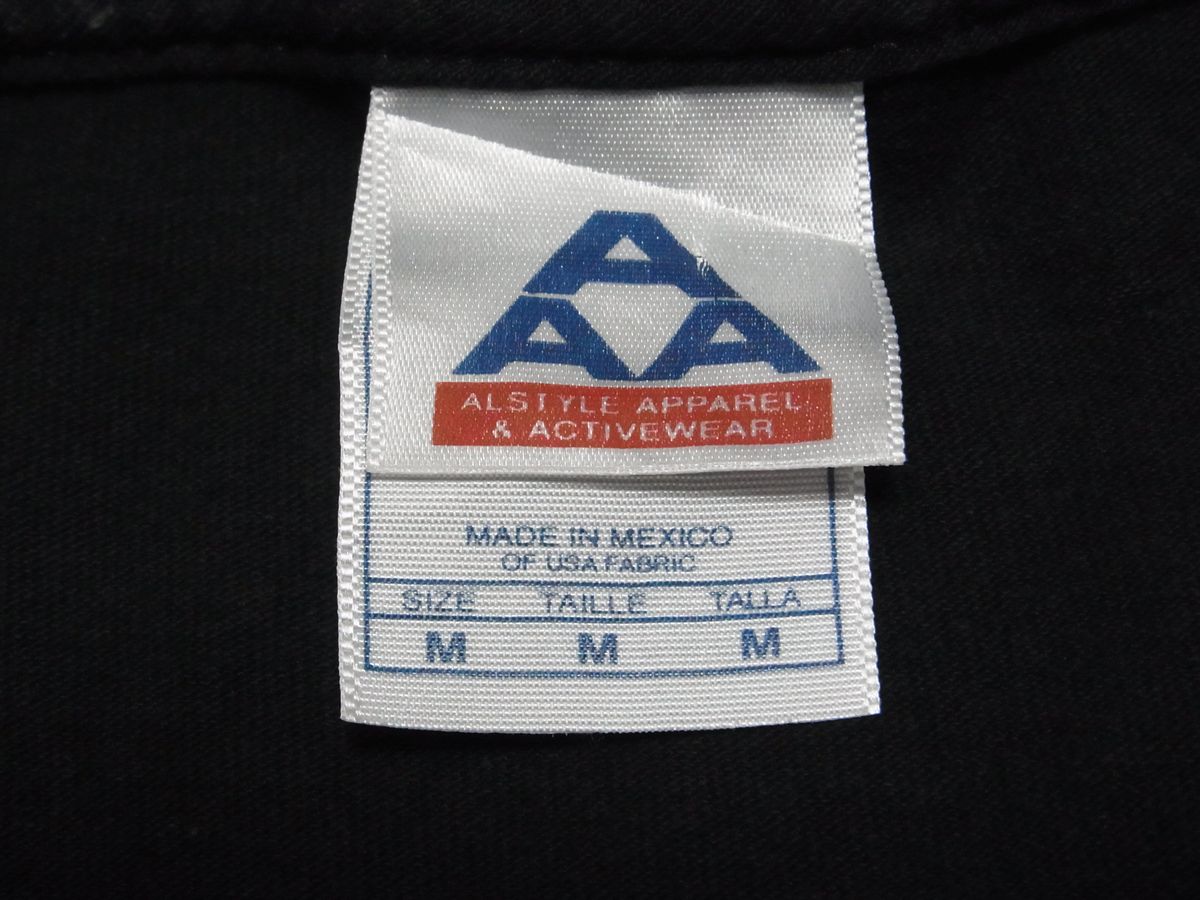 AAA
ALSTYLE APPAREL
& ACTIVEWEAR
MADE IN MEXICO
OF USA FABRIC
SIZE TAILLE TALLA
M M M